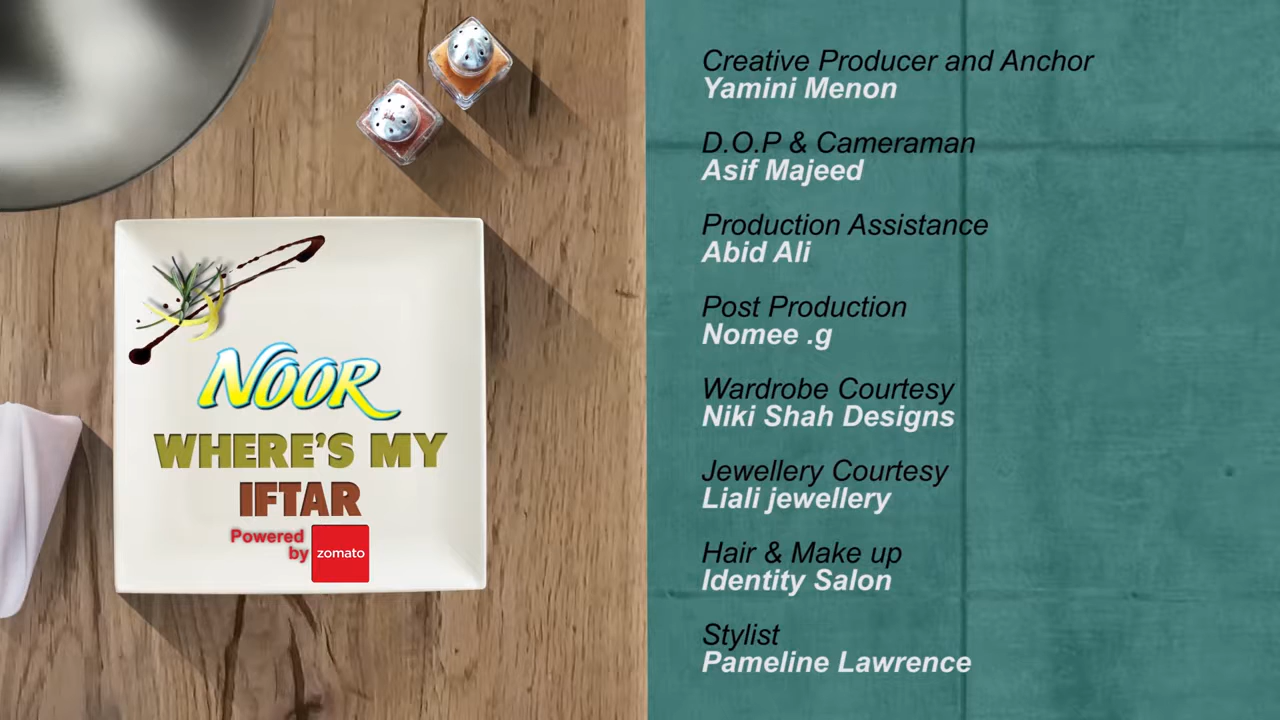 NOOR
WHERE'S MY
IFTAR
Powered
by
zomato
Creative Producer and Anchor
Yamini Menon
D.O.P & Cameraman
Asif Majeed
Production Assistance
Abid Ali
Post Production
Nomee .g
Wardrobe Courtesy
Niki Shah Designs
Jewellery Courtesy
Liali jewellery
Hair & Make up
Identity Salon
Stylist
Pameline Lawrence